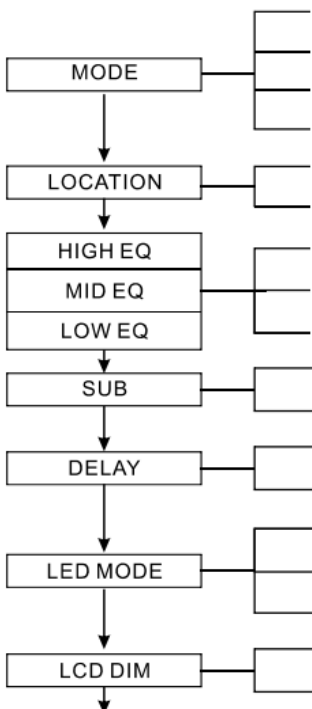 MODE
LOCATION
HIGH EQ
MID EQ
LOW EQ
SUB
DELAY
LED MODE
LCD DIM